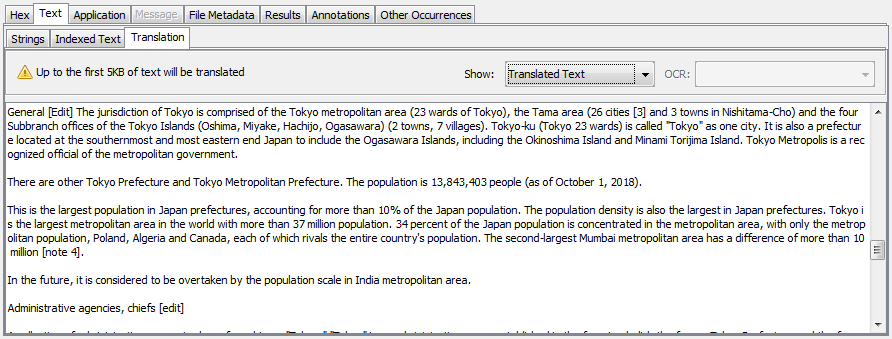 Hex Text Application Message File Metadata Results Annotations Other Occurrences
Strings Indexed Text Translation
Up to the first 5KB of text will be translated Show: Translated Text OCR:
General [Edit] The jurisdiction of Tokyo is comprised of the Tokyo metropolitan area (23 wards of Tokyo), the Tama area (26 cities [3] and 3 towns in Nishitama-Cho) and the four
Subbranch offices of the Tokyo Islands (Oshima, Miyake, Hachijo, Ogasawara) (2 towns, 7 villages). Tokyo-ku (Tokyo 23 wards) is called "Tokyo" as one city. It is also a prefectur
e located at the southernmost and most eastern end Japan to include the Ogasawara Islands, including the Okinoshima Island and Minami Torijima Island. Tokyo Metropolis is a rec
ognized official of the metropolitan government.
There are other Tokyo Prefecture and Tokyo Metropolitan Prefecture. The population is 13,843,403 people (as of October 1, 2018).
This is the largest population in Japan prefectures, accounting for more than 10% of the Japan population. The population density is also the largest in Japan prefectures. Tokyo i
s the largest metropolitan area in the world with more than 37 million population. 34 percent of the Japan population is concentrated in the metropolitan area, with only the metrop
olitan population, Poland, Algeria and Canada, each of which rivals the entire country's population. The second-largest Mumbai metropolitan area has a difference of more than 10
million [note 4].
In the future, it is considered to be overtaken by the population scale in India metropolitan area.
Administrative agencies, chiefs [edit]